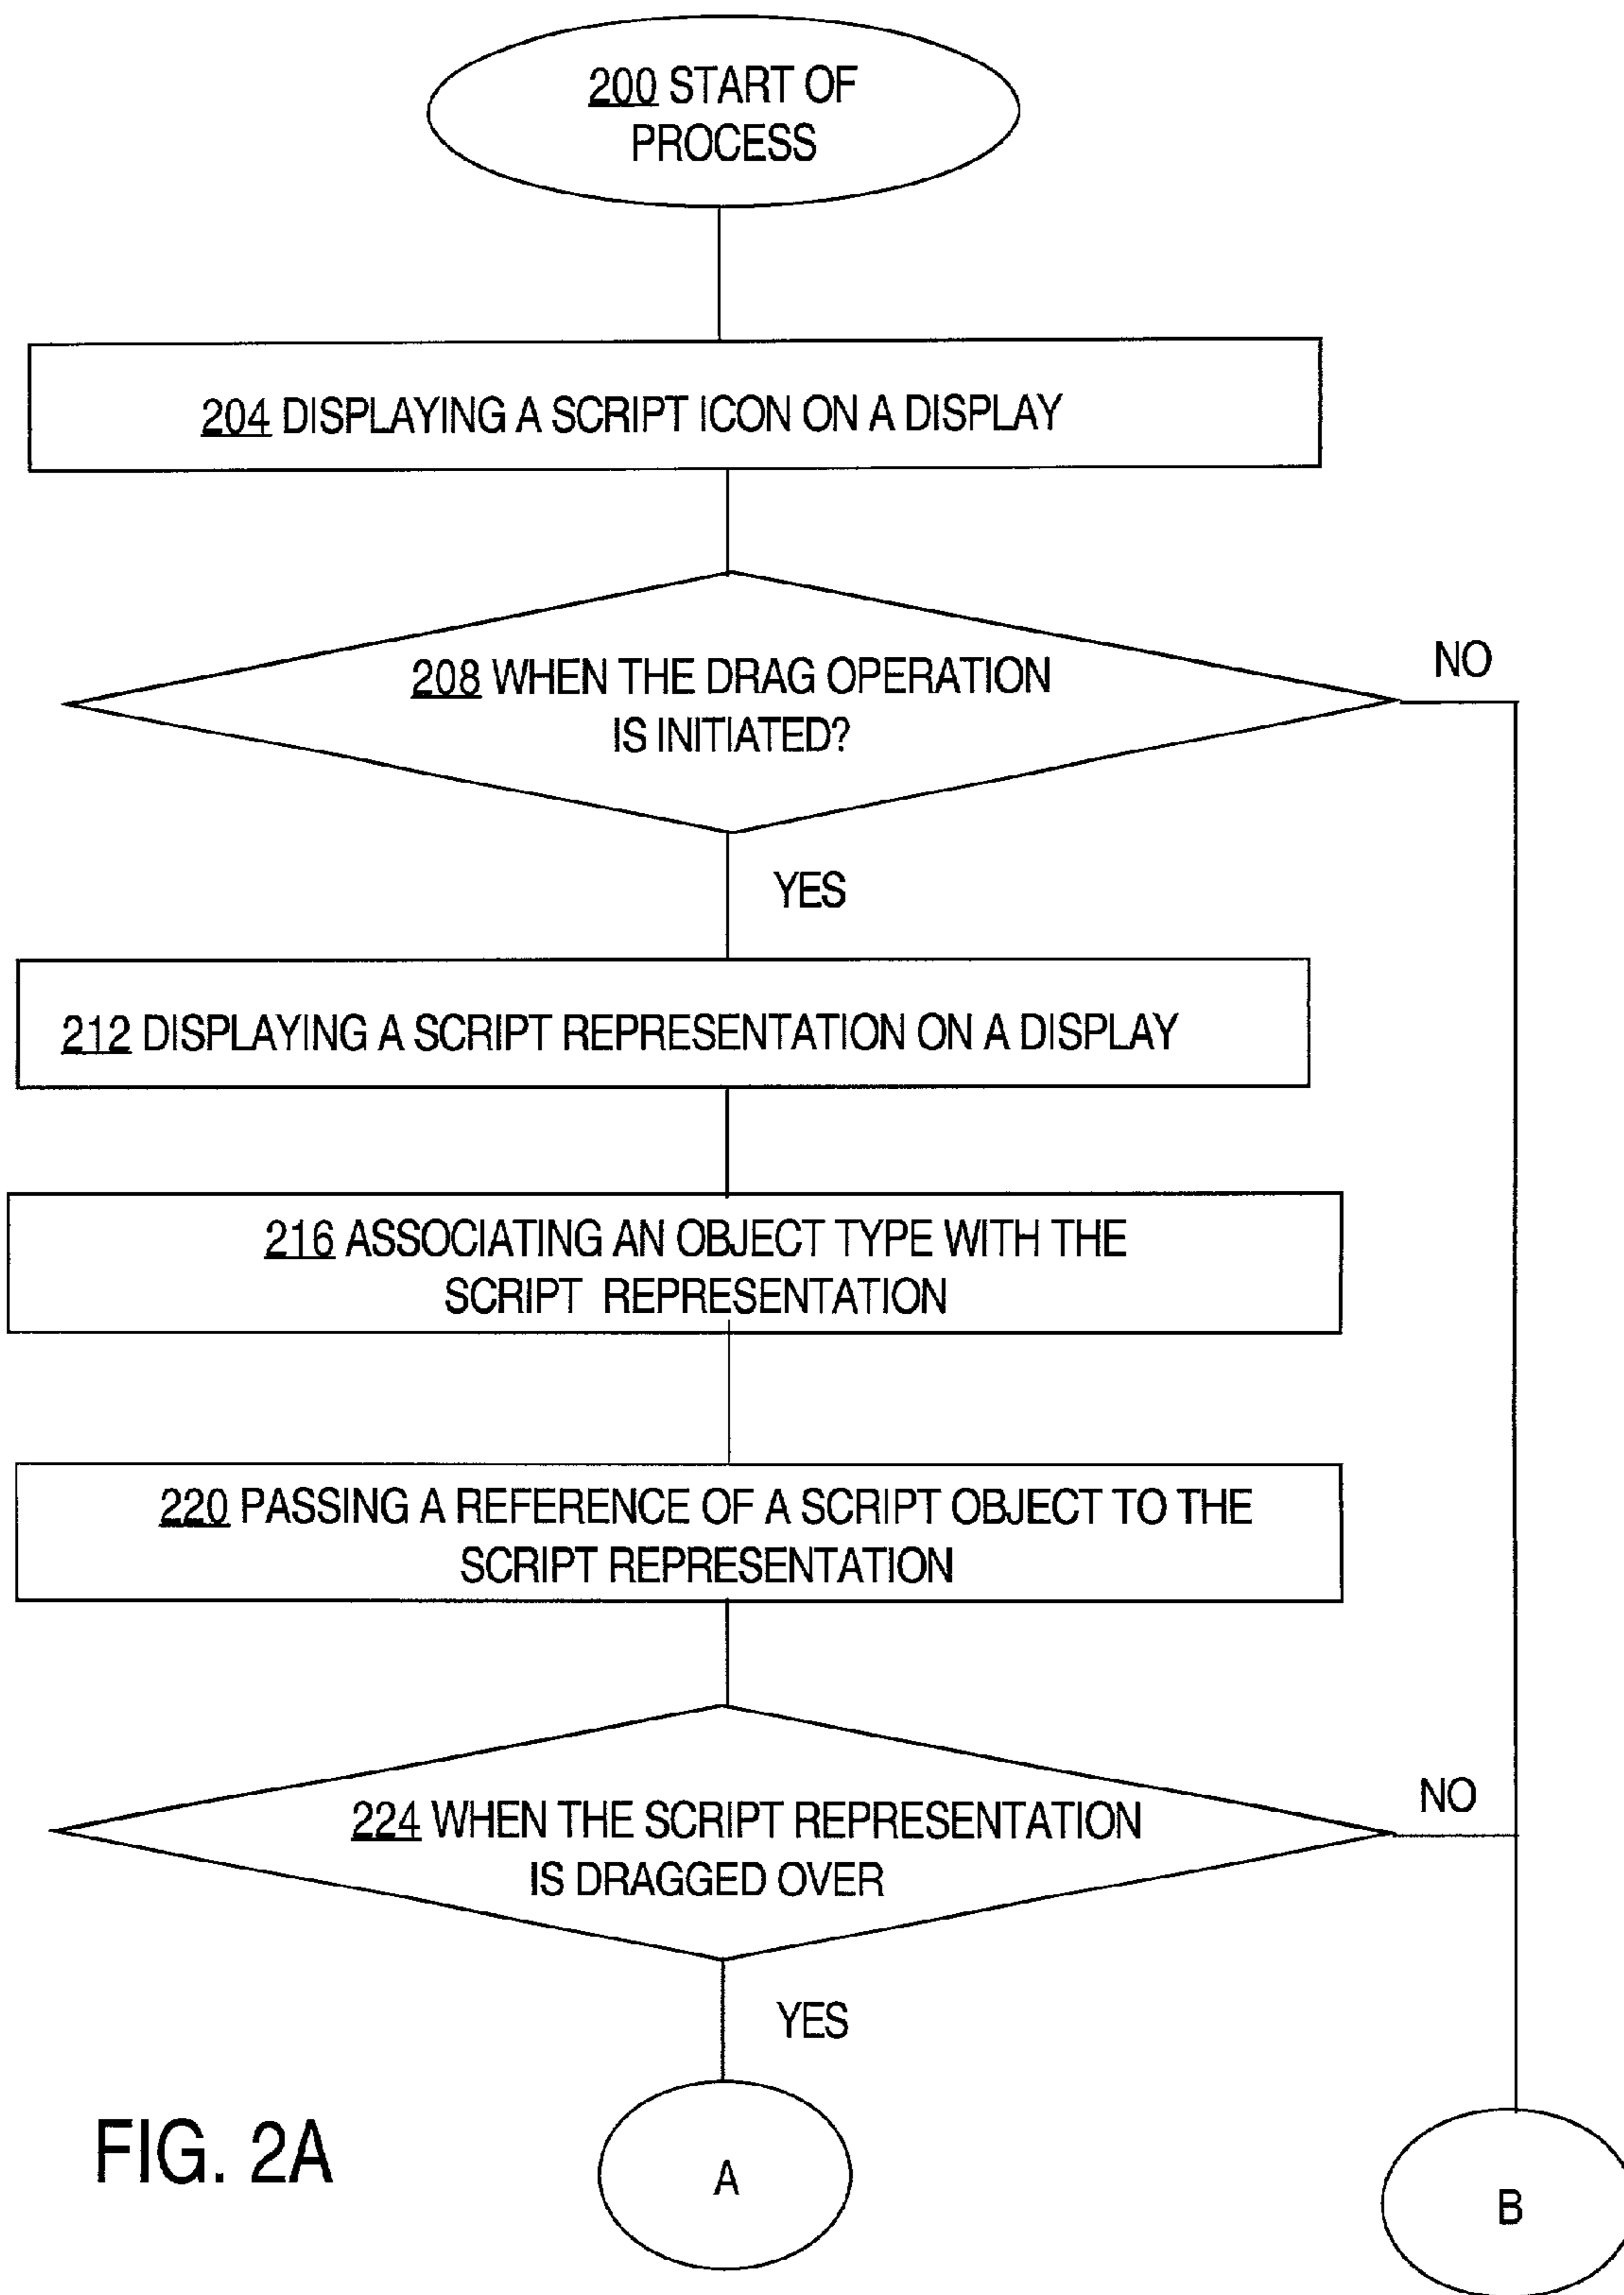 200 START OF
PROCESS
204 DISPLAYING A SCRIPT ICON ON A DISPLAY
208 WHEN THE DRAG OPERATION
IS INITIATED?
NO
YES
212 DISPLAYING A SCRIPT REPRESENTATION ON A DISPLAY
216 ASSOCIATING AN OBJECT TYPE WITH THE
SCRIPT REPRESENTATION
220 PASSING A REFERENCE OF A SCRIPT OBJECT TO THE
SCRIPT REPRESENTATION
224 WHEN THE SCRIPT REPRESENTATION
IS DRAGGED OVER
NO
YES
FIG. 2A
A
B